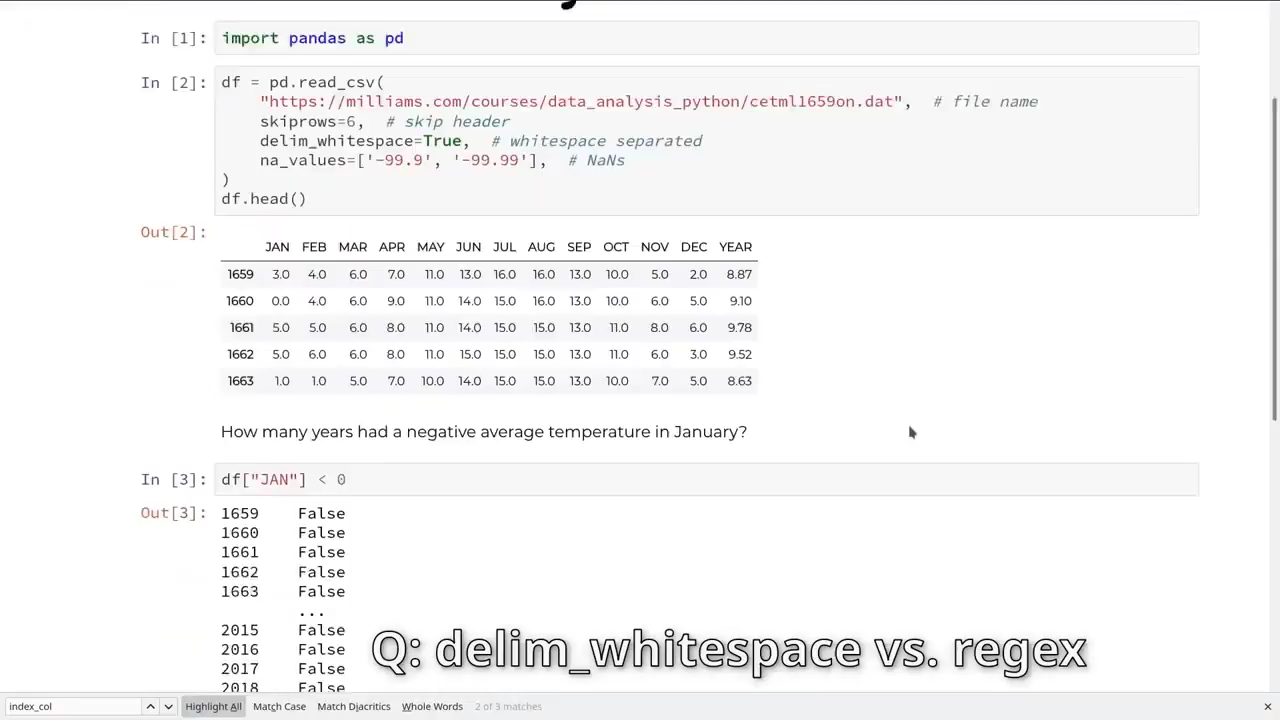 In [1]: import pandas as pd
In [2]: df = pd.read_csv(
"https://milliams.com/courses/data_analysis_python/cetml1659on.dat",  # file name
skiprows=6,  # skip header
delim_whitespace=True,  # whitespace separated
na_values=['-99.9', '-99.99'],  # NaNs
)
df.head()
Out[2]:
JAN FEB MAR APR MAY JUN JUL AUG SEP OCT NOV DEC YEAR
1659 3.0 4.0 6.0 7.0 11.0 13.0 16.0 16.0 13.0 10.0 5.0 2.0 8.87
1660 0.0 4.0 6.0 9.0 11.0 14.0 15.0 16.0 13.0 10.0 6.0 5.0 9.10
1661 5.0 5.0 6.0 8.0 11.0 14.0 15.0 15.0 13.0 11.0 8.0 6.0 9.78
1662 5.0 6.0 6.0 8.0 11.0 15.0 15.0 15.0 13.0 11.0 6.0 3.0 9.52
1663 1.0 1.0 5.0 7.0 10.0 14.0 15.0 15.0 13.0 10.0 7.0 5.0 8.63
How many years had a negative average temperature in January?
In [3]: df["JAN"] < 0
Out[3]: 1659 False
1660 False
1661 False
1662 False
1663 False
...
2015 False
2016 False
2017 False
2018 False
Q: delim_whitespace vs. regex
index_col Highlight All Match Case Match Diacritics Whole Words 2 of 3 matches